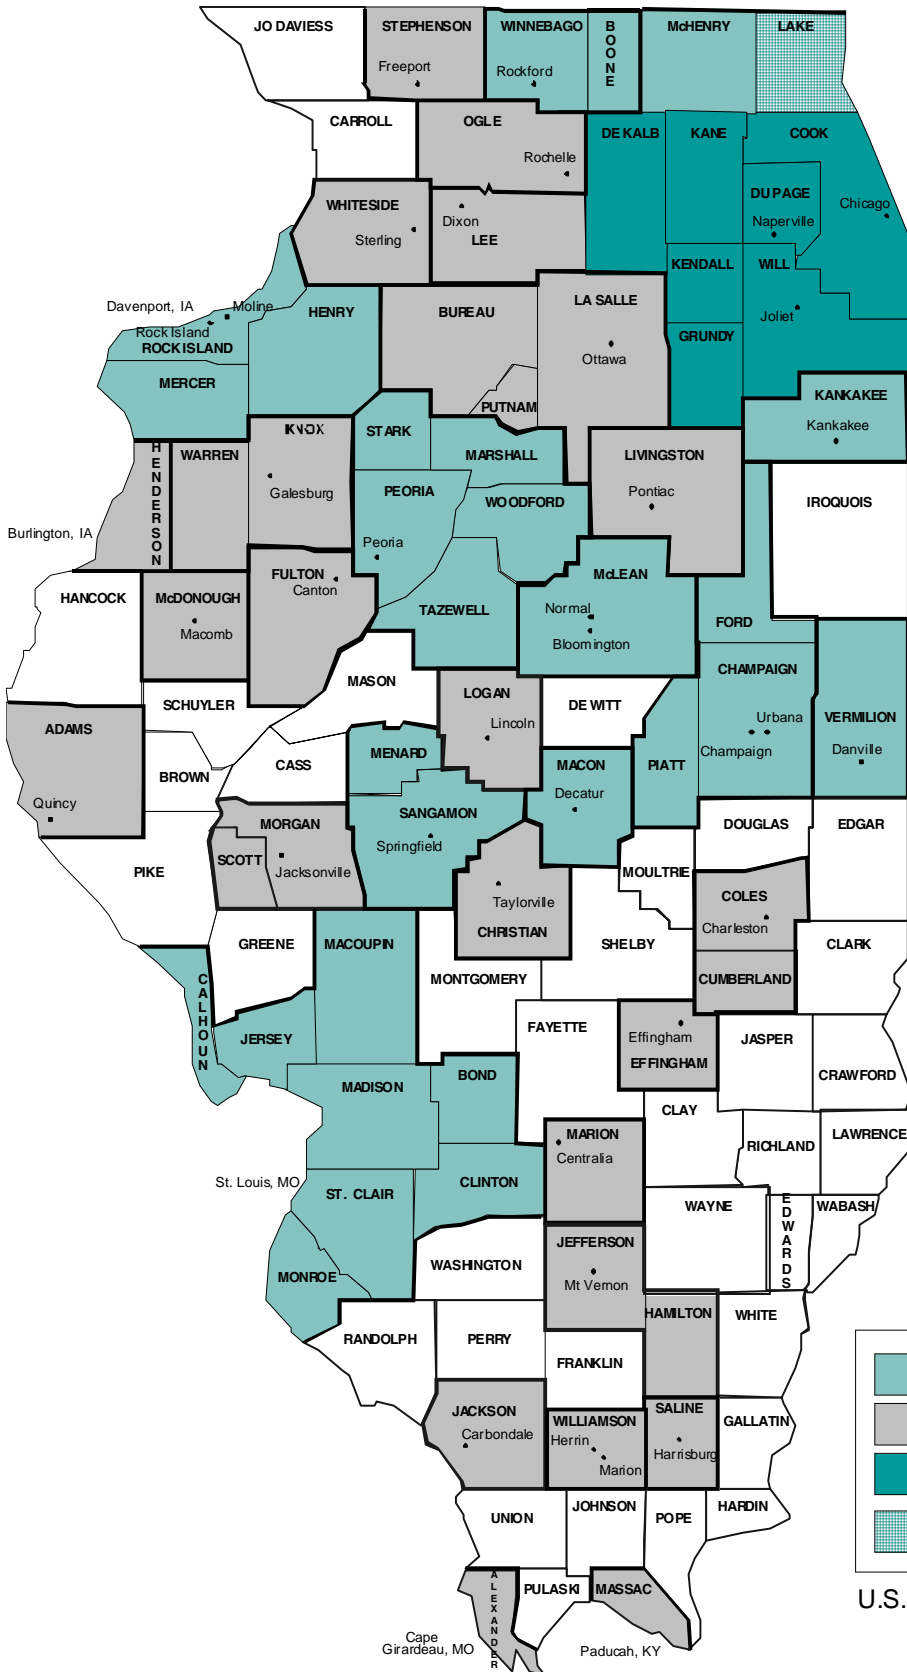 JO DAVIESS
STEPHENSON
WINNEBAGO
BOONE
McHENRY
LAKE
Freeport
Rockford
CARROLL
OGLE
DE KALB
KANE
COOK
Rochelle
DU PAGE
WHITESIDE
Dixon
Naperville
Chicago
Sterling
LEE
KENDALL
WILL
Davenport, IA
Moline
HENRY
BUREAU
LA SALLE
Joliet
Rock Island
ROCK ISLAND
Ottawa
GRUNDY
MERCER
KANKAKEE
PUTNAM
Kankakee
KNOX
STARK
HENDERSON
WARREN
MARSHALL
LIVINGSTON
Galesburg
PEORIA
WOODFORD
Pontiac
IROQUOIS
Burlington, IA
Peoria
HANCOCK
McDONOUGH
FULTON
Canton
McLEAN
Macomb
TAZEWELL
Normal
Bloomington
FORD
MASON
CHAMPAIGN
SCHUYLER
LOGAN
DE WITT
ADAMS
Lincoln
Urbana
VERMILION
BROWN
CASS
MENARD
MACON
PIATT
Champaign
Danville
Quincy
Decatur
MORGAN
SANGAMON
DOUGLAS
EDGAR
Springfield
PIKE
SCOTT
Jacksonville
MOULTRIE
Taylorville
COLES
Charleston
CHRISTIAN
GREENE
MACOUPIN
SHELBY
CLARK
MONTGOMERY
CUMBERLAND
CALHOUN
FAYETTE
JERSEY
Effingham
JASPER
EFFINGHAM
MADISON
BOND
CRAWFORD
CLAY
MARION
RICHLAND
LAWRENCE
Centralia
St. Louis, MO
ST. CLAIR
CLINTON
WAYNE
EDWARDS
WABASH
JEFFERSON
MONROE
WASHINGTON
Mt Vernon
HAMILTON
WHITE
RANDOLPH
PERRY
FRANKLIN
JACKSON
WILLIAMSON
SALINE
GALLATIN
Carbondale
Herrin
Harrisburg
Marion
UNION
JOHNSON
POPE
HARDIN
ALEXANDER
PULASKI
MASSAC
U.S.
Cape
Girardeau, MO
Paducah, KY